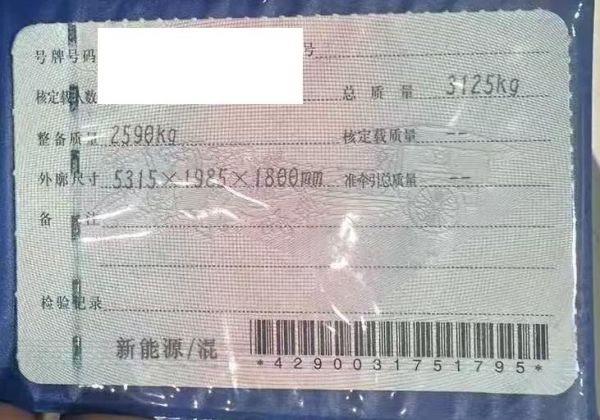 号牌号码 号
核定载人数 总质量 3125kg
整备质量 2590kg 核定载质量 --
外廓尺寸 5315×1985×1800mm 准牵引总质量 --
备注
检验记录
新能源/混
*4290031751795*